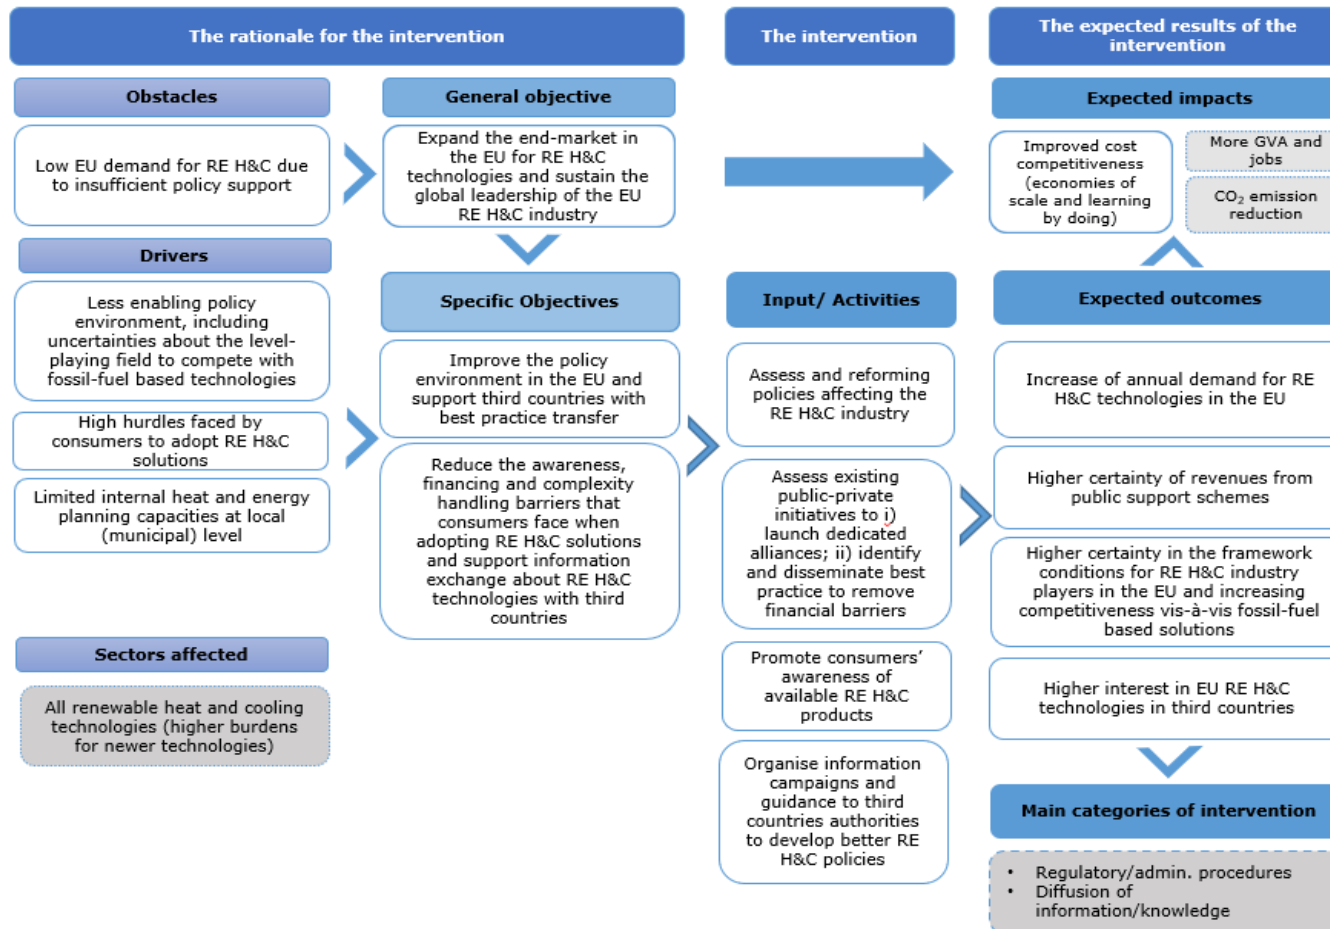 The rationale for the intervention
The intervention
The expected results of the
intervention
Obstacles
Low EU demand for RE H&C due
to insufficient policy support
Drivers
Less enabling policy
environment, including
uncertainties about the level-
playing field to compete with
fossil-fuel based technologies
High hurdles faced by
consumers to adopt RE H&C
solutions
Limited internal heat and energy
planning capacities at local
(municipal) level
Sectors affected
All renewable heat and cooling
technologies (higher burdens
for newer technologies)
General objective
Expand the end-market in
the EU for RE H&C
technologies and sustain the
global leadership of the EU
RE H&C industry
Specific Objectives
Improve the policy
environment in the EU and
support third countries with
best practice transfer
Reduce the awareness,
financing and complexity
handling barriers that
consumers face when
adopting RE H&C solutions
and support information
exchange about RE H&C
technologies with third
countries
Input/ Activities
Assess and reforming
policies affecting the
RE H&C industry
Assess existing
public-private
initiatives to i)
launch dedicated
alliances; ii) identify
and disseminate best
practice to remove
financial barriers
Promote consumers’
awareness of
available RE H&C
products
Organise information
campaigns and
guidance to third
countries authorities
to develop better RE
H&C policies
Expected impacts
Improved cost
competitiveness
(economies of
scale and learning
by doing)
More GVA and
jobs
CO₂ emission
reduction
Expected outcomes
Increase of annual demand for RE
H&C technologies in the EU
Higher certainty of revenues from
public support schemes
Higher certainty in the framework
conditions for RE H&C industry
players in the EU and increasing
competitiveness vis-à-vis fossil-fuel
based solutions
Higher interest in EU RE H&C
technologies in third countries
Main categories of intervention
• Regulatory/admin. procedures
• Diffusion of
information/knowledge